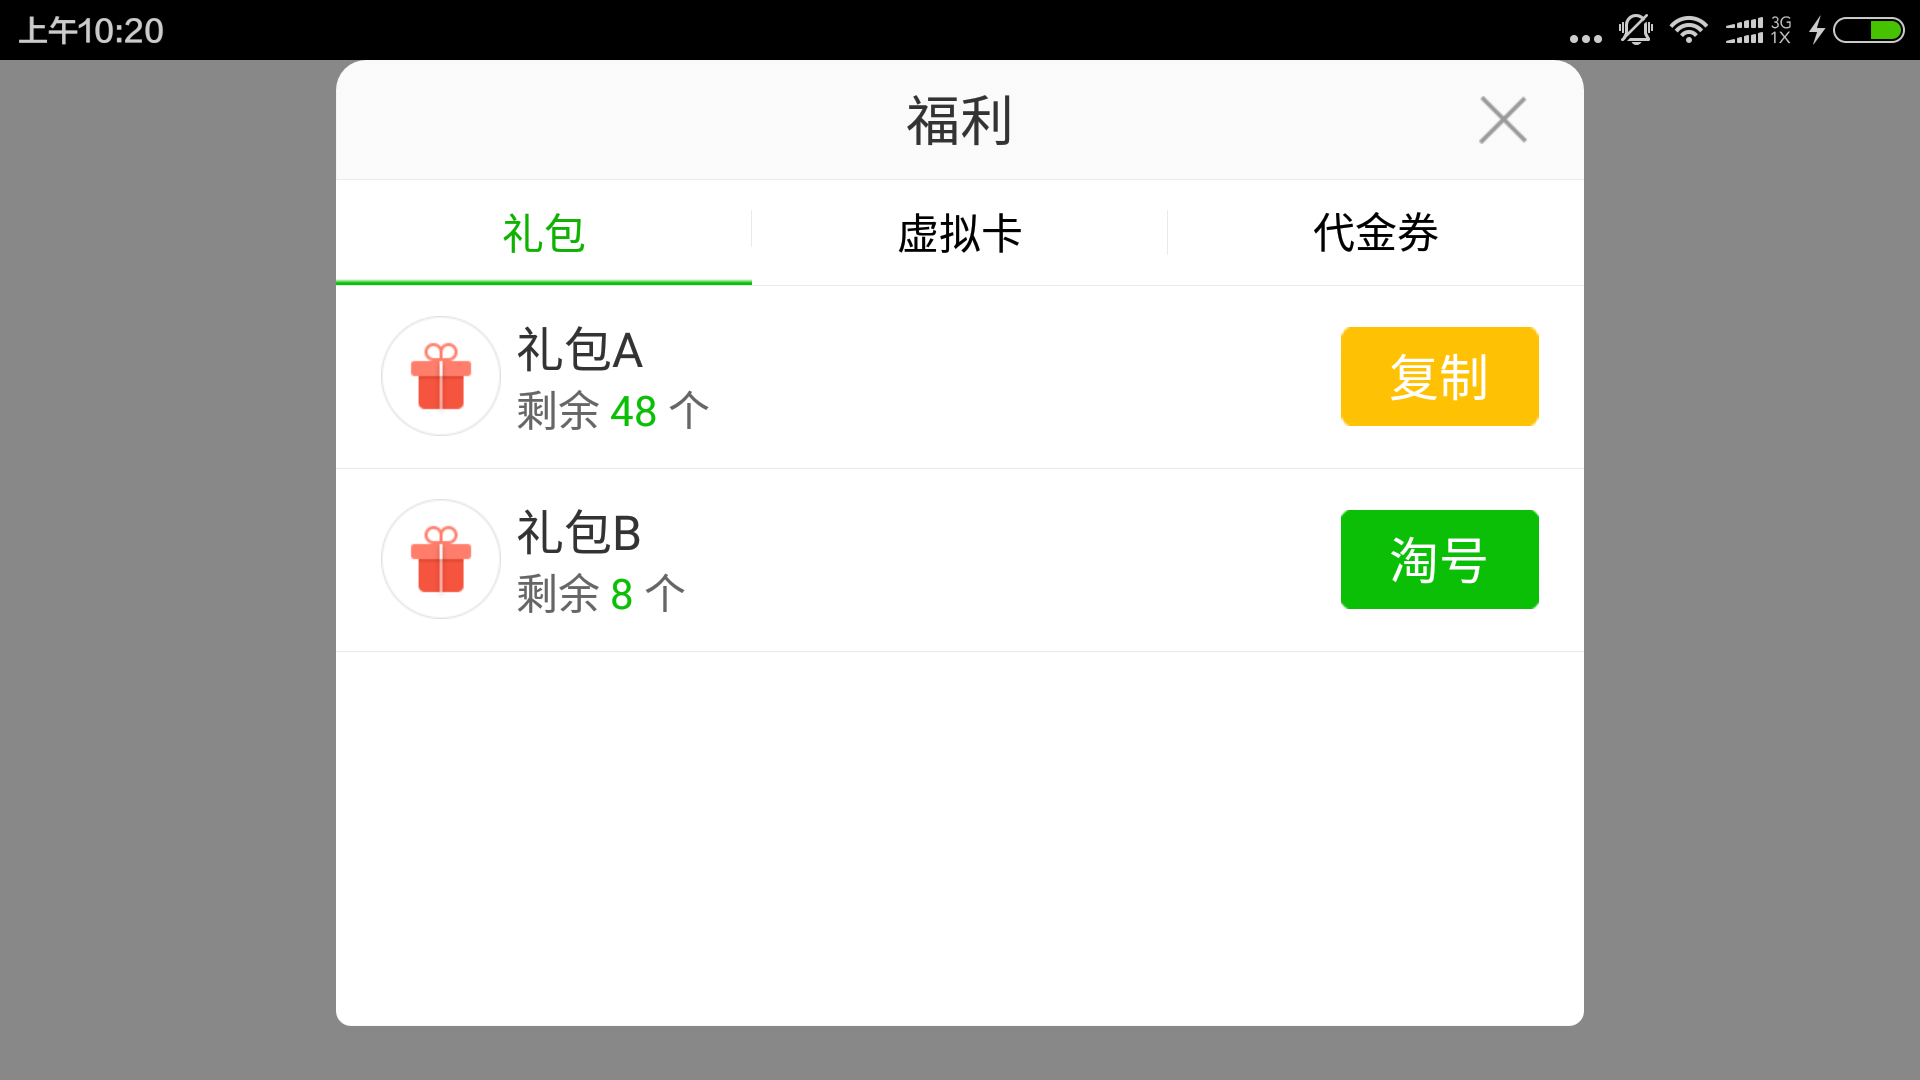 上午10:20
3G
1X
福利
礼包 虚拟卡 代金券
礼包A
剩余 48 个
复制
礼包B
剩余 8 个
淘号